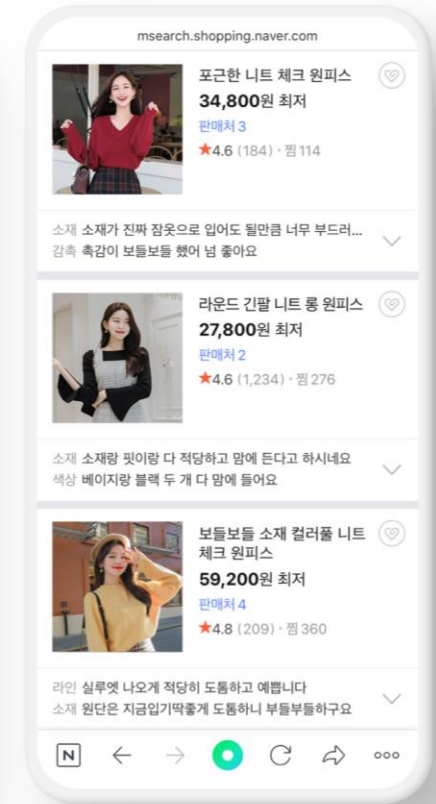 msearch.shopping.naver.com
포근한 니트 체크 원피스
34,800원 최저
판매처 3
★4.6 (184) · 찜 114
소재 소재가 진짜 잠옷으로 입어도 될만큼 너무 부드러...
감촉 촉감이 보들보들 했어 넘 좋아요
라운드 긴팔 니트 롱 원피스
27,800원 최저
판매처 2
★4.6 (1,234) · 찜 276
소재 소재랑 핏이랑 다 적당하고 맘에 든다고 하시네요
색상 베이지랑 블랙 두 개 다 맘에 들어요
보들보들 소재 컬러풀 니트
체크 원피스
59,200원 최저
판매처 4
★4.8 (209) · 찜 360
라인 실루엣 나오게 적당히 도톰하고 예쁩니다
소재 원단은 지금입기딱좋게 도톰하니 부들부들하구요
N